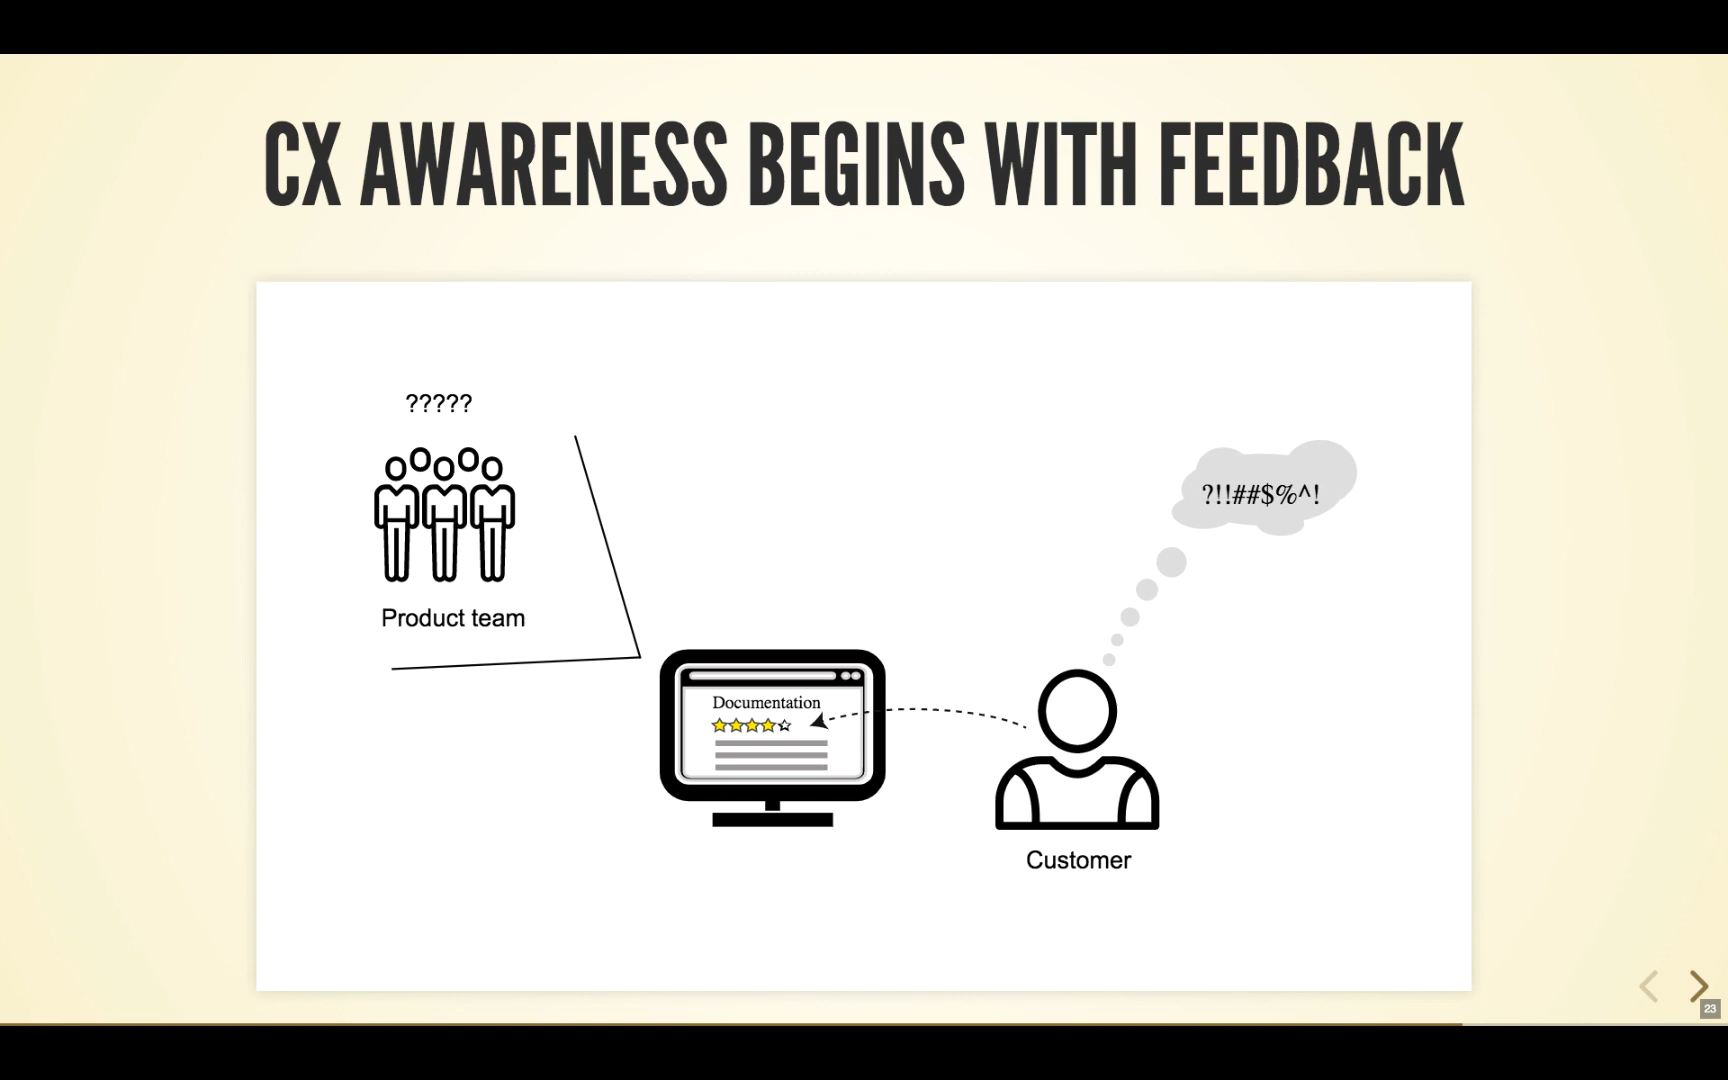 CX AWARENESS BEGINS WITH FEEDBACK
?????
Product team
?!!##$%^!
Documentation
Customer
23